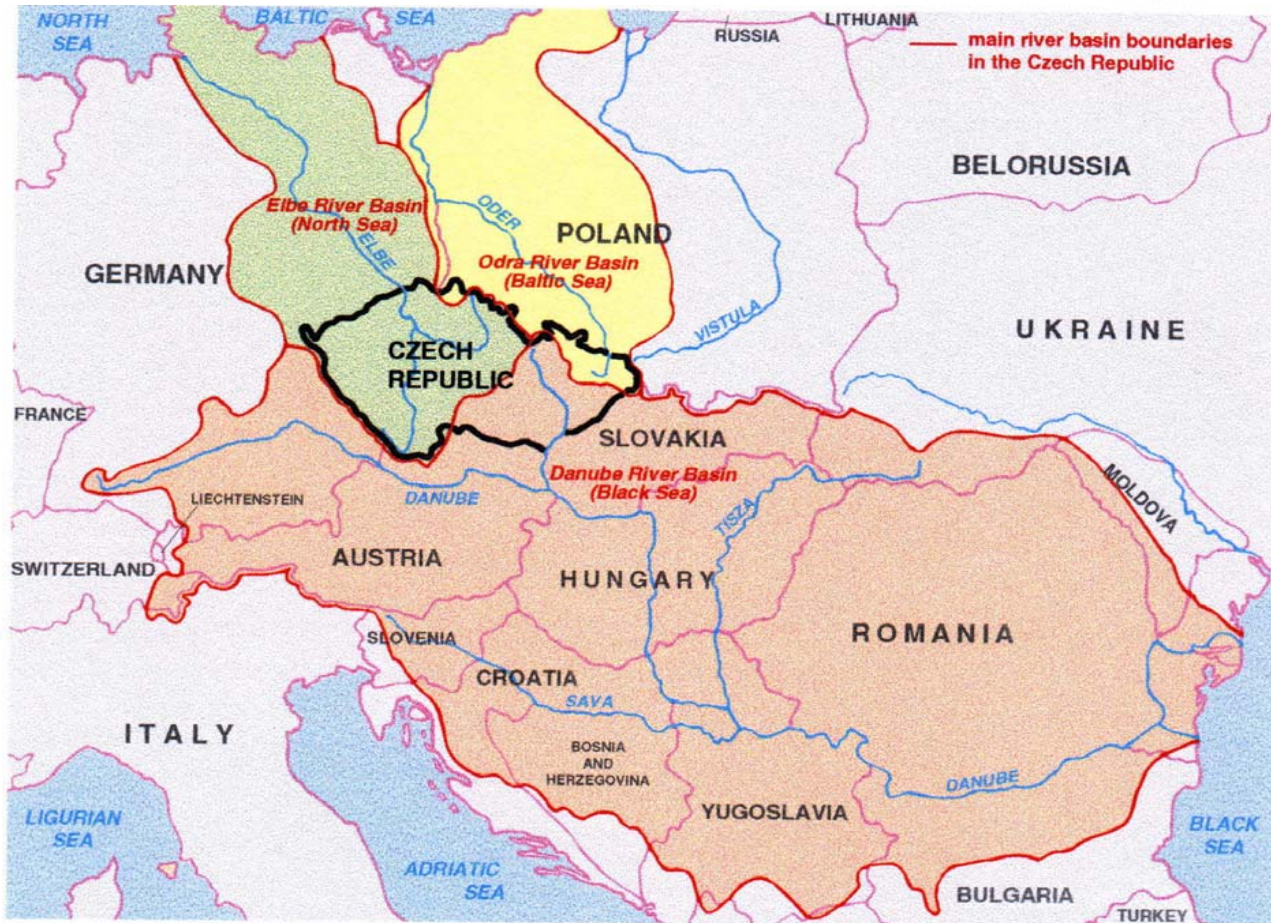 NORTH
SEA
BALTIC
SEA
LITHUANIA
RUSSIA
main river basin boundaries
in the Czech Republic
BELORUSSIA
Elbe River Basin
(North Sea)
ELBE
ODER
POLAND
Odra River Basin
(Baltic Sea)
GERMANY
VISTULA
UKRAINE
CZECH
REPUBLIC
FRANCE
SLOVAKIA
Danube River Basin
(Black Sea)
DANUBE
LIECHTENSTEIN
TISZA
MOLDOVA
SWITZERLAND
AUSTRIA
HUNGARY
ROMANIA
SLOVENIA
CROATIA
SAVA
ITALY
BOSNIA
AND
HERZEGOVINA
DANUBE
YUGOSLAVIA
LIGURIAN
SEA
ADRIATIC
SEA
BLACK
SEA
BULGARIA
TURKEY